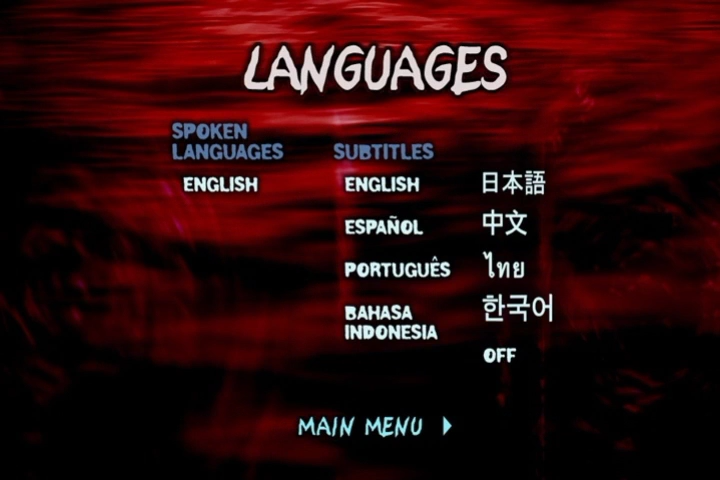 LANGUAGES
SPOKEN
LANGUAGES
ENGLISH
SUBTITLES
ENGLISH
ESPAÑOL
PORTUGUÊS
BAHASA
INDONESIA
日本語
中文
ไทย
한국어
OFF
MAIN MENU